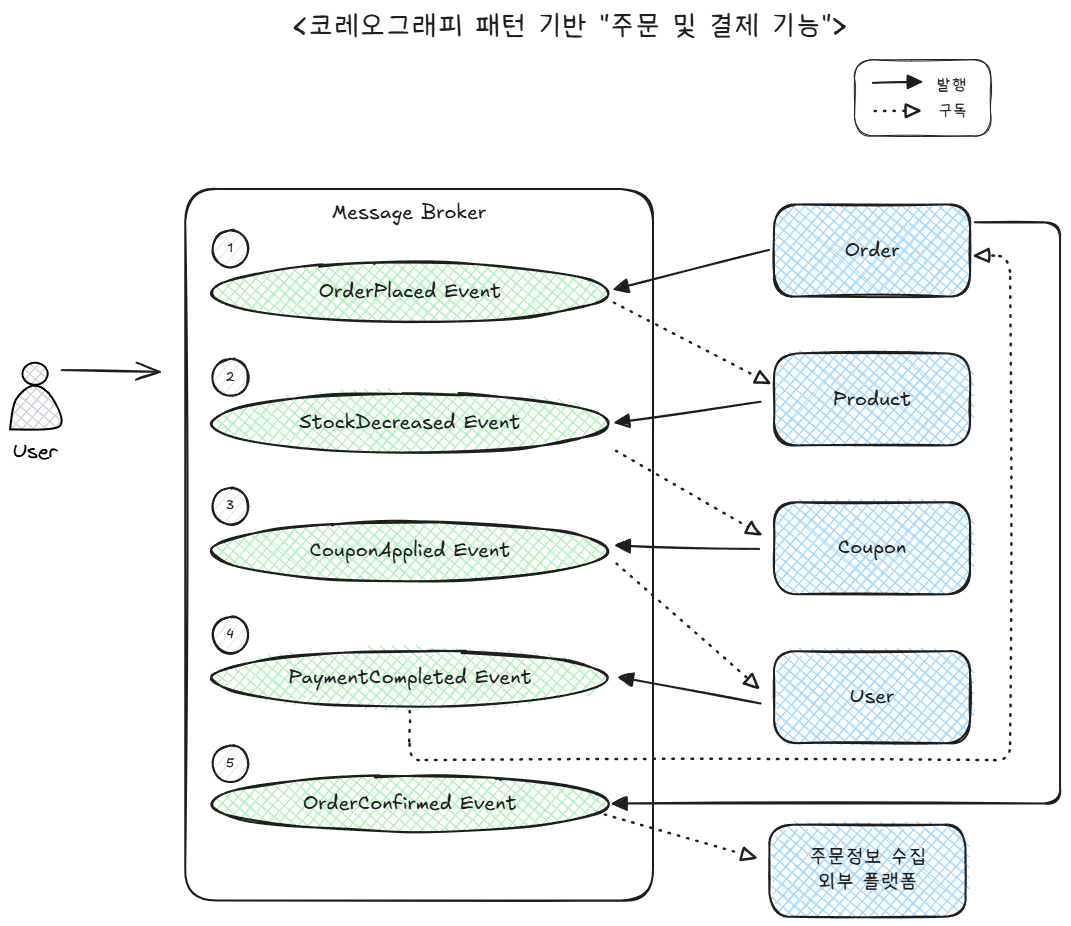 <코레오그래피 패턴 기반 "주문 및 결제 기능">
발행
구독
Message Broker
1
OrderPlaced Event
Order
2
StockDecreased Event
Product
User
3
CouponApplied Event
Coupon
4
PaymentCompleted Event
User
5
OrderConfirmed Event
주문정보 수집
외부 플랫폼